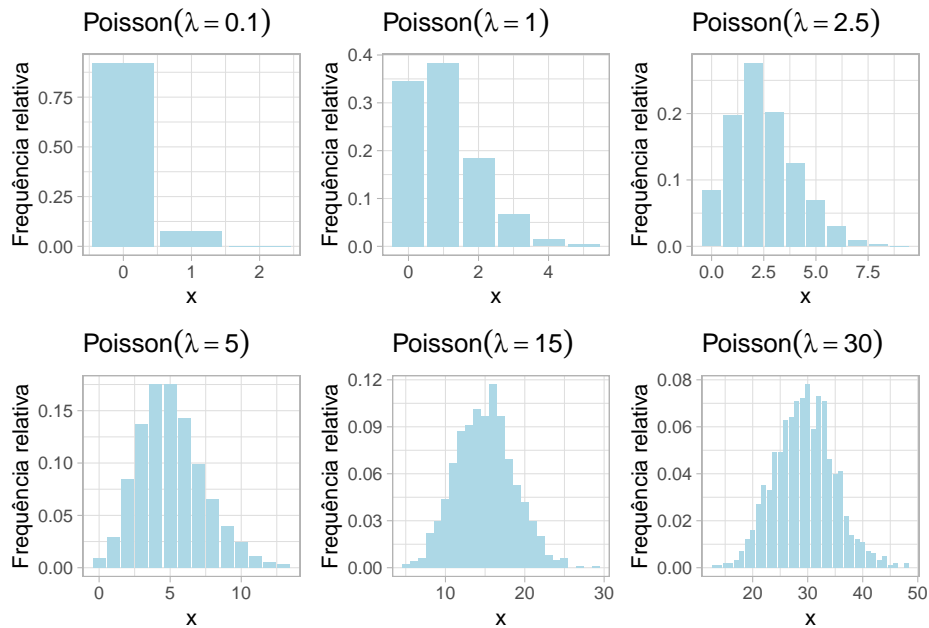 Poisson(λ = 0.1)
Frequência relativa
0.75
0.50
0.25
0.00
0 1 2
x
Poisson(λ = 1)
Frequência relativa
0.4
0.3
0.2
0.1
0.0
0 2 4
x
Poisson(λ = 2.5)
Frequência relativa
0.2
0.1
0.0
0.0 2.5 5.0 7.5
x
Poisson(λ = 5)
Frequência relativa
0.15
0.10
0.05
0.00
0 5 10
x
Poisson(λ = 15)
Frequência relativa
0.12
0.09
0.06
0.03
0.00
10 20 30
x
Poisson(λ = 30)
Frequência relativa
0.08
0.06
0.04
0.02
0.00
20 30 40 50
x